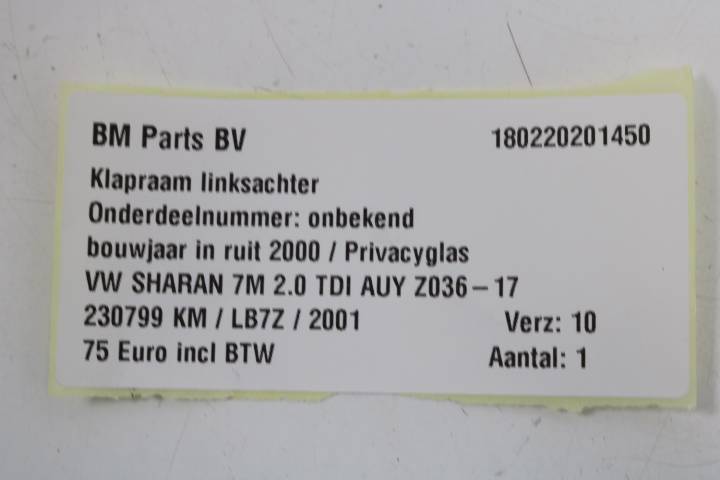 BM Parts BV 180220201450
Klapraam linksachter
Onderdeelnummer: onbekend
bouwjaar in ruit 2000 / Privacyglas
VW SHARAN 7M 2.0 TDI AUY Z036-17
230799 KM / LB7Z / 2001 Verz: 10
75 Euro incl BTW Aantal: 1